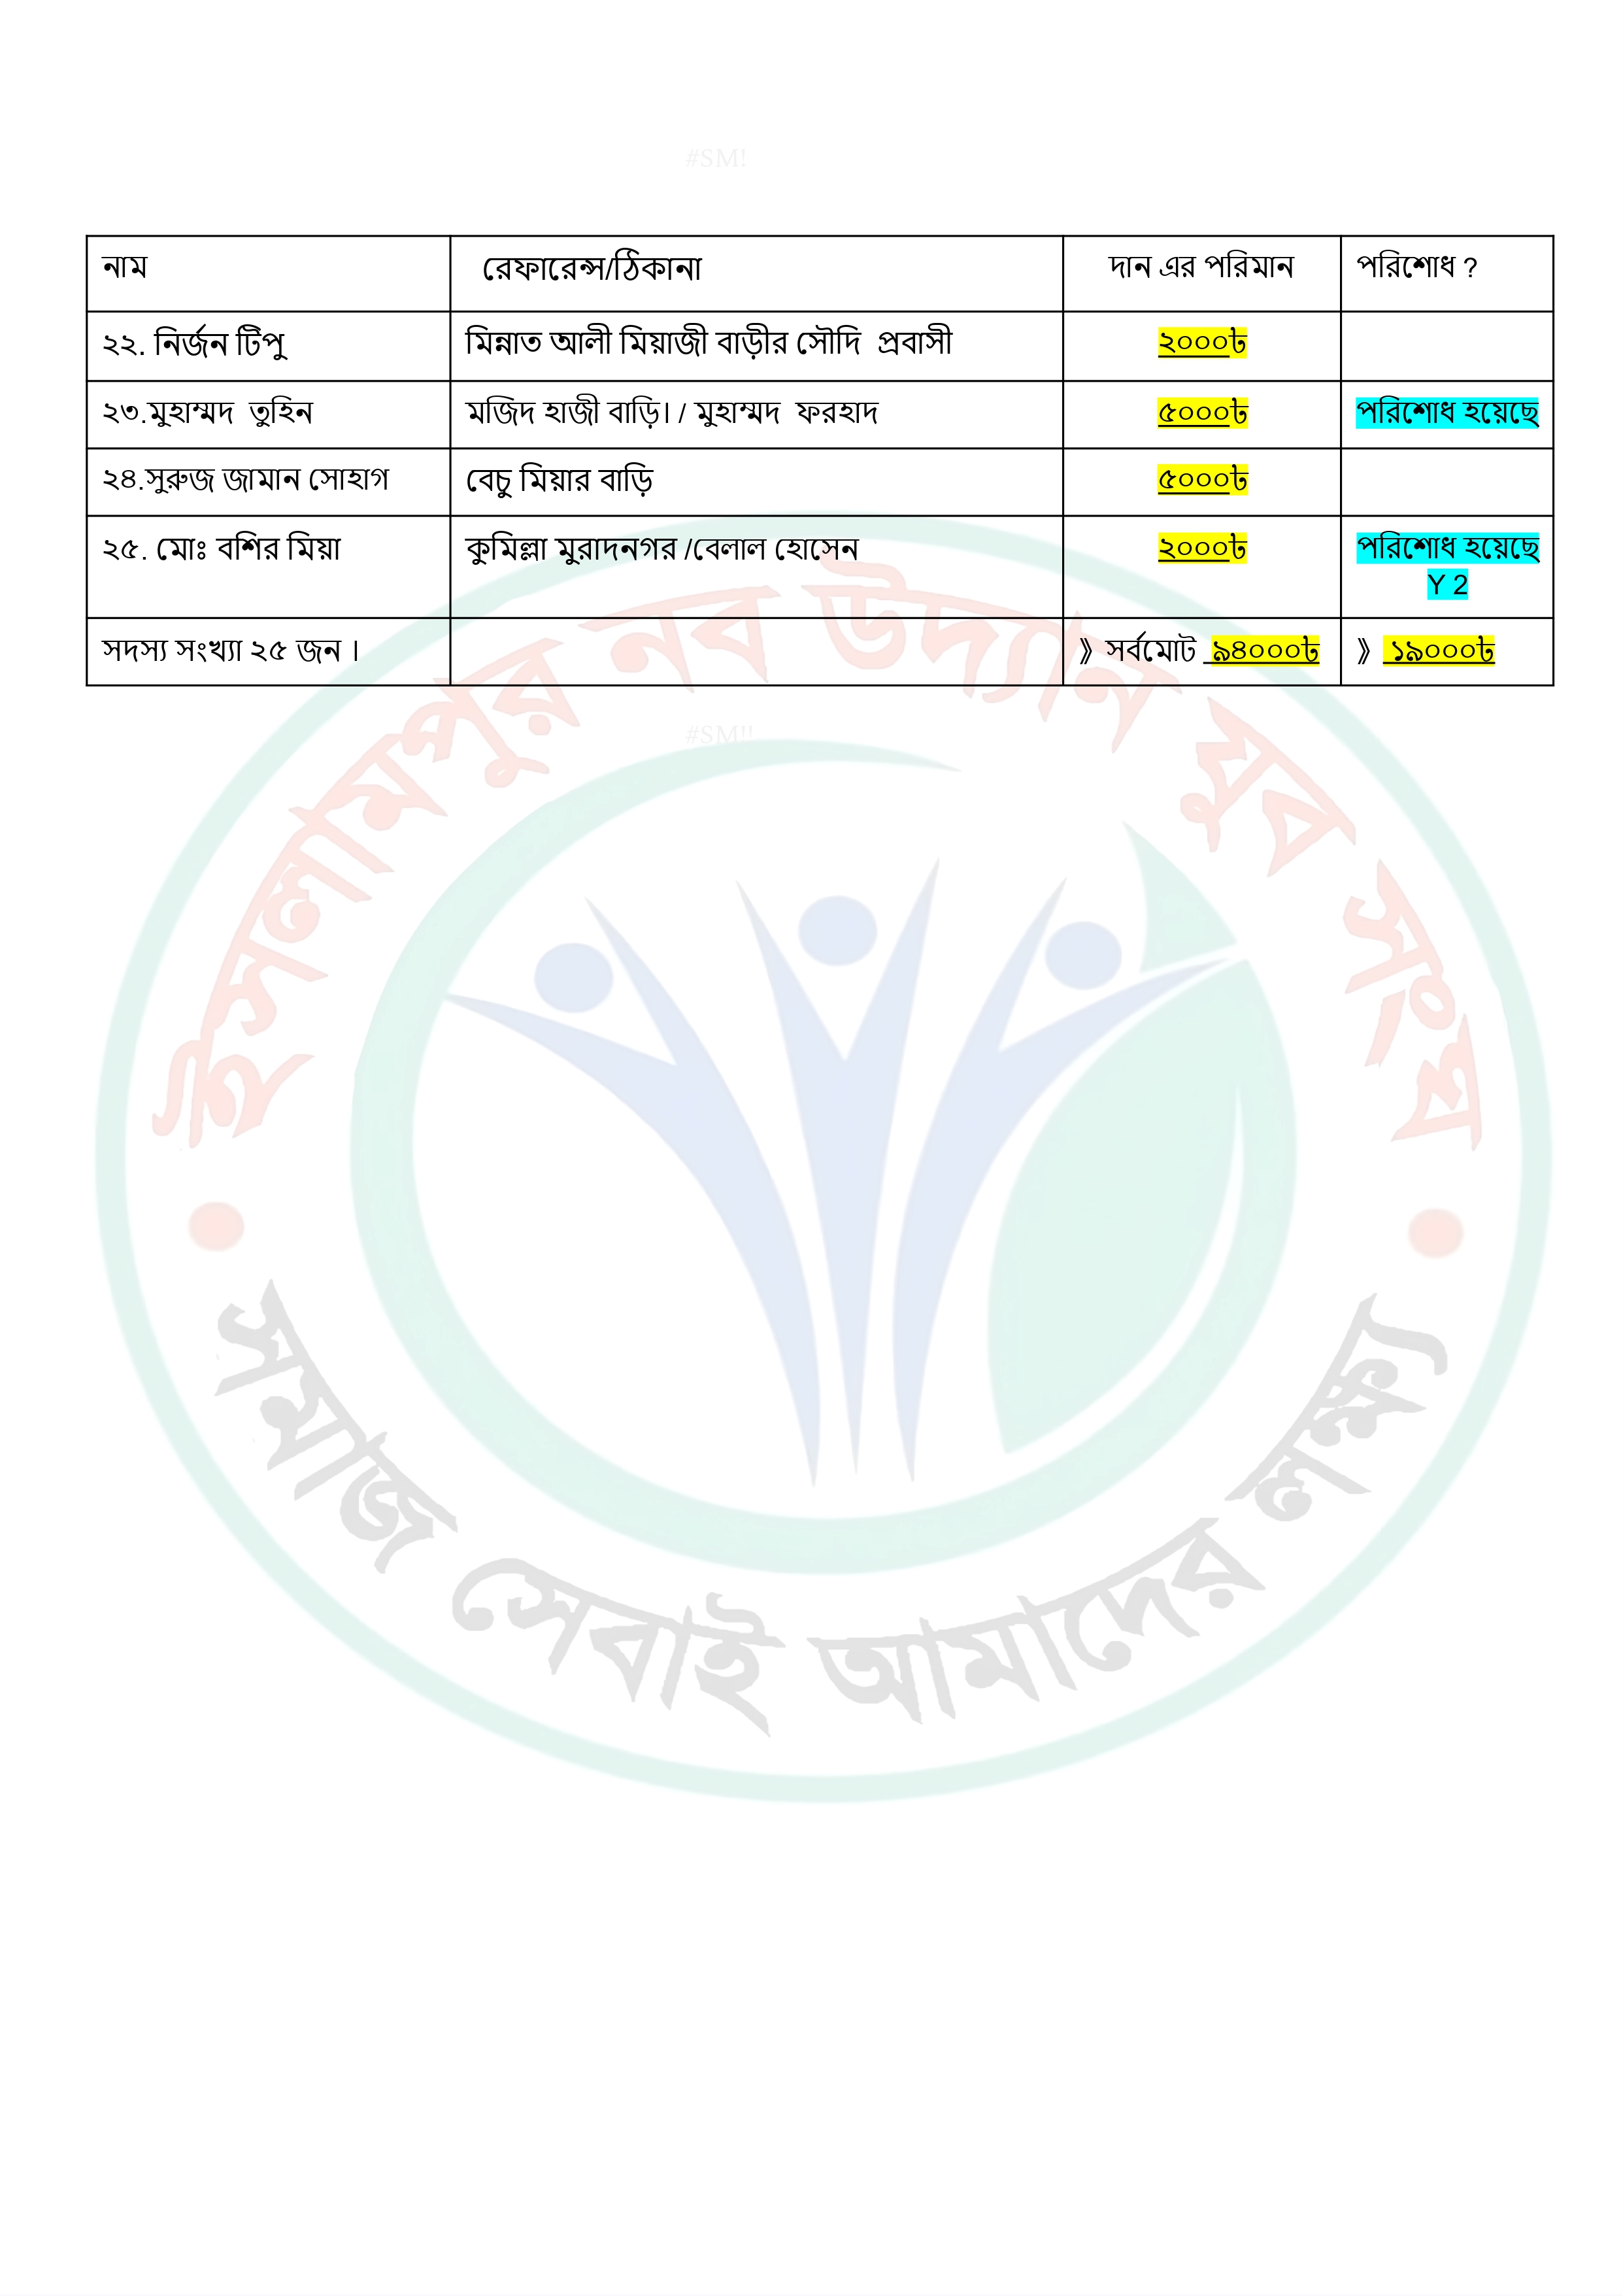 #SM!
নাম রেফারেন্স/ঠিকানা দান এর পরিমান পরিশোধ ?
২২. নির্জন টিপু মিন্নাত আলী মিয়াজী বাড়ীর সৌদি প্রবাসী ২০০০৳
২৩.মুহাম্মদ তুহিন মজিদ হাজী বাড়ি। / মুহাম্মদ ফরহাদ ৫০০০৳ পরিশোধ হয়েছে
২৪.সুরুজ জামান সোহাগ বেচু মিয়ার বাড়ি ৫০০০৳
২৫. মোঃ বশির মিয়া কুমিল্লা মুরাদনগর /বেলাল হোসেন ২০০০৳ পরিশোধ হয়েছে
Y 2
সদস্য সংখ্যা ২৫ জন । 》 সর্বমোট ৯৪০০০৳ 》 ১৯০০০৳
#SM!!
ইসলামপুর নব উদ্যান যুব সংঘ
সমাজ সেবাই আমাদের লক্ষ্য